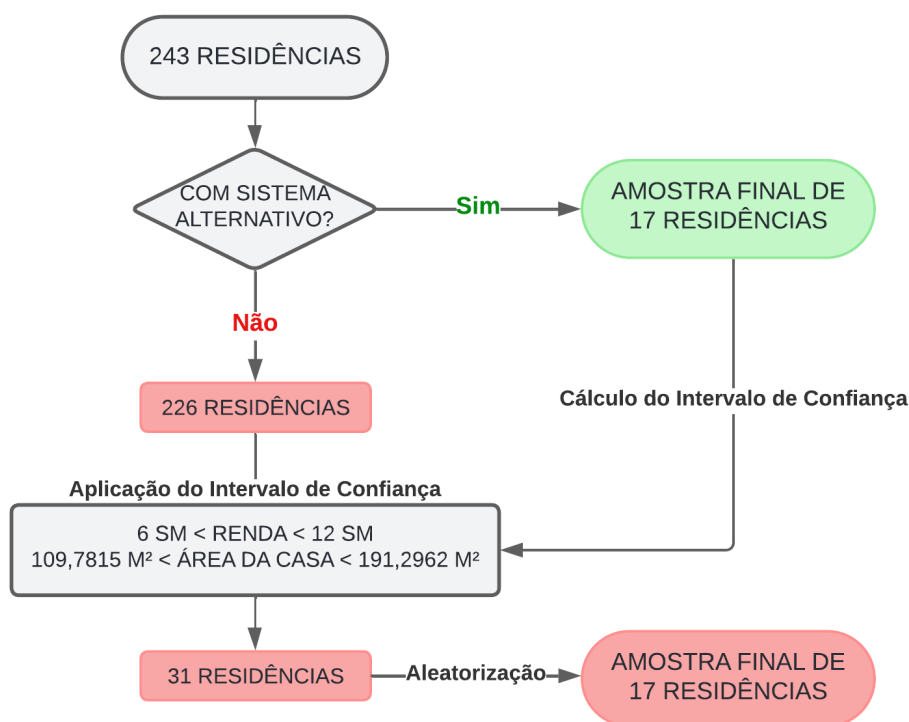 243 RESIDÊNCIAS
COM SISTEMA
ALTERNATIVO?
Sim
AMOSTRA FINAL DE
17 RESIDÊNCIAS
Não
226 RESIDÊNCIAS
Cálculo do Intervalo de Confiança
Aplicação do Intervalo de Confiança
6 SM < RENDA < 12 SM
109,7815 M² < ÁREA DA CASA < 191,2962 M²
31 RESIDÊNCIAS
Aleatorização
AMOSTRA FINAL DE
17 RESIDÊNCIAS